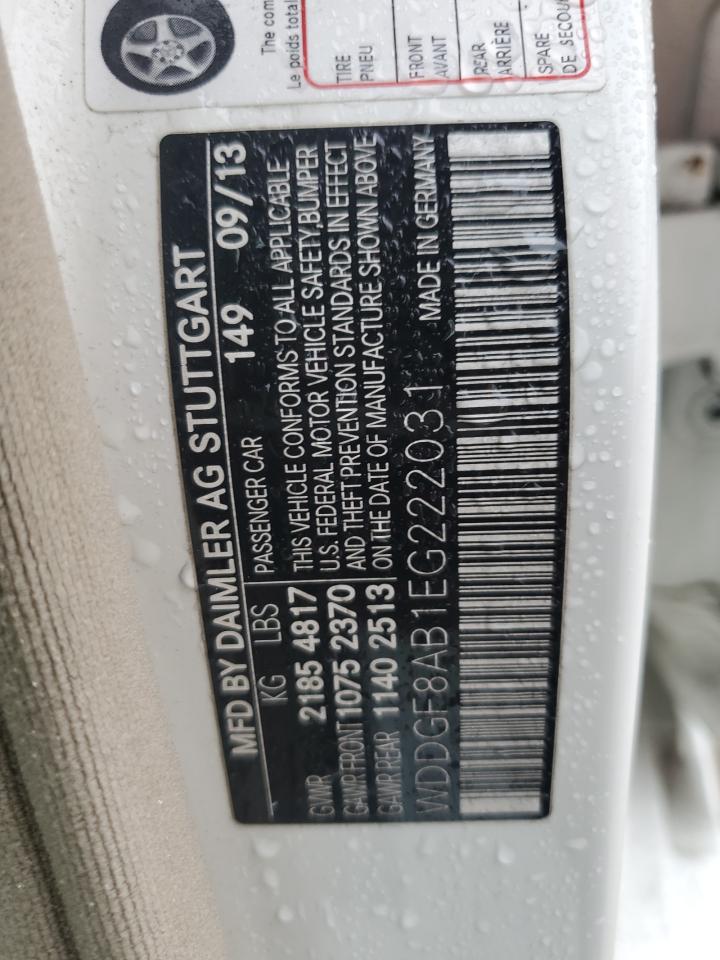 MFD BY DAIMLER AG STUTTGART
149 09/13
KG LBS
GVWR 2185 4817
GAWR FRONT 1075 2370
GAWR REAR 1140 2513
PASSENGER CAR
THIS VEHICLE CONFORMS TO ALL APPLICABLE
U.S. FEDERAL MOTOR VEHICLE SAFETY, BUMPER
AND THEFT PREVENTION STANDARDS IN EFFECT
ON THE DATE OF MANUFACTURE SHOWN ABOVE
WDDGF8AB1EG222031 MADE IN GERMANY
The com
Le poids total
TIRE
PNEU
FRONT
AVANT
REAR
ARRIÈRE
SPARE
DE SECOU